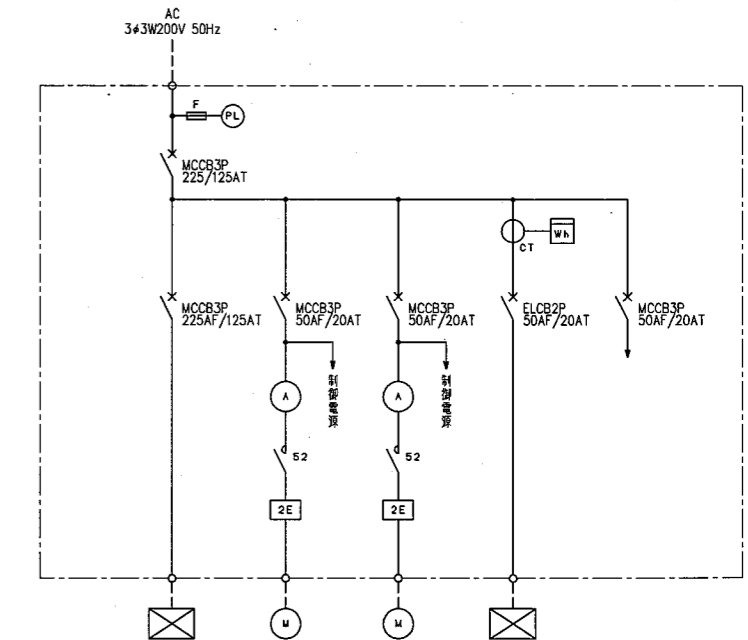 AC
3φ3W200V 50Hz
F
PL
MCCB3P
225/125AT
CT
Wh
MCCB3P
225AF/125AT
MCCB3P
50AF/20AT
MCCB3P
50AF/20AT
ELCB2P
50AF/20AT
MCCB3P
50AF/20AT
制御電源
制御電源
A
A
52
52
2E
2E
M
M